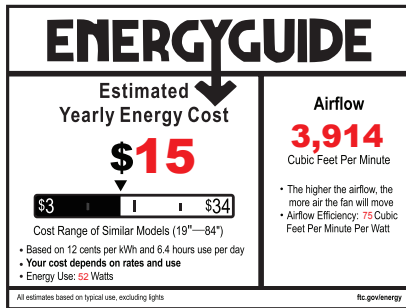 ENERGYGUIDE
Estimated
Yearly Energy Cost
$15
$3 $34
Cost Range of Similar Models (19"—84")
• Based on 12 cents per kWh and 6.4 hours use per day
• Your cost depends on rates and use
• Energy Use: 52 Watts
Airflow
3,914
Cubic Feet Per Minute
• The higher the airflow, the
more air the fan will move
• Airflow Efficiency: 75 Cubic
Feet Per Minute Per Watt
All estimates based on typical use, excluding lights
ftc.gov/energy